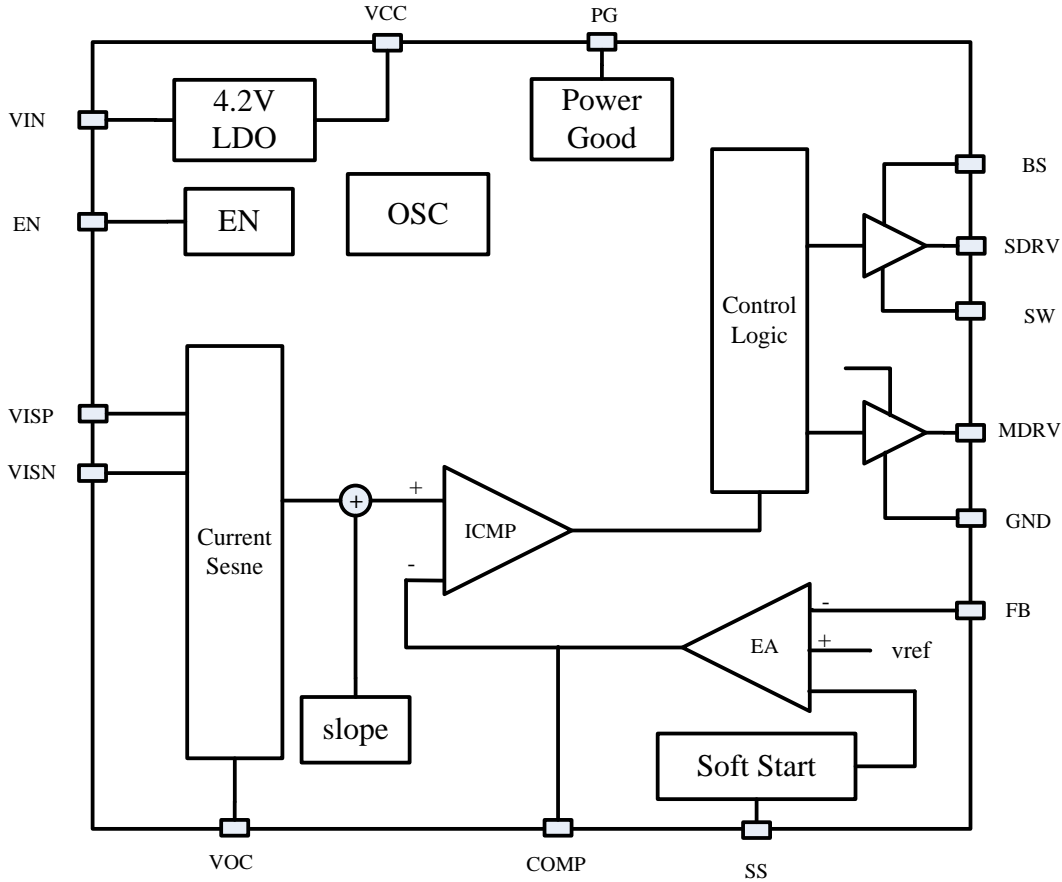 VCC
PG
VIN
4.2V
LDO
Power
Good
BS
EN
EN
OSC
SDRV
Control
Logic
SW
VISP
MDRV
VISN
+
+
ICMP
GND
Current
Sesne
-
-
FB
EA
+
vref
slope
Soft Start
VOC
COMP
SS